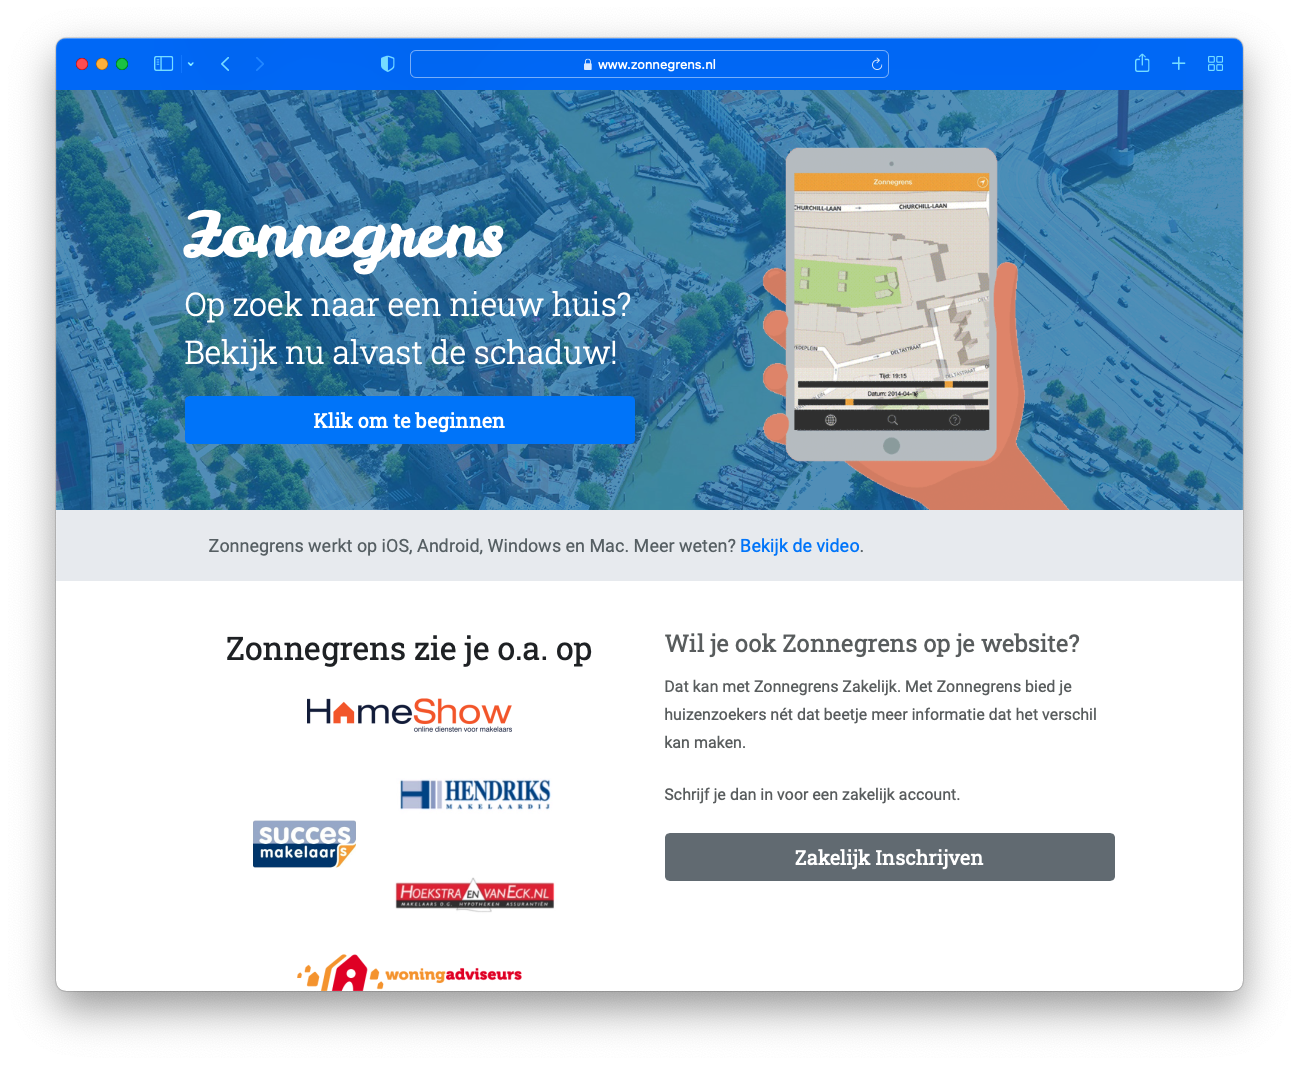 www.zonnegrens.nl
Zonnegrens
Op zoek naar een nieuw huis?
Bekijk nu alvast de schaduw!
Klik om te beginnen
Zonnegrens
CHURCHILL-LAAN → CHURCHILL-LAAN
DELTASTRAAT
DELTASTRAAT
Tijd: 19:15
Datum: 2014-04-
Zonnegrens werkt op iOS, Android, Windows en Mac. Meer weten? Bekijk de video.
Zonnegrens zie je o.a. op
HomeShow
online diensten voor makelaars
HENDRIKS
MAKELAARDIJ
succes
makelaars
HOEKSTRA EN VAN ECK.NL
MAKELAARS O.G. HYPOTHEKEN ASSURANTIËN
woningadviseurs
Wil je ook Zonnegrens op je website?
Dat kan met Zonnegrens Zakelijk. Met Zonnegrens bied je
huizenzoekers nét dat beetje meer informatie dat het verschil
kan maken.
Schrijf je dan in voor een zakelijk account.
Zakelijk Inschrijven